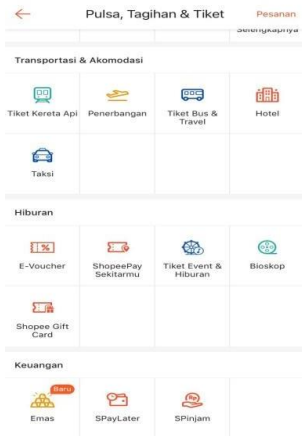 Pulsa, Tagihan & Tiket
Pesanan
Selengkapnya
Transportasi & Akomodasi
Tiket Kereta Api
Penerbangan
Tiket Bus &
Travel
Hotel
Taksi
Hiburan
E-Voucher
ShopeePay
Sekitarmu
Tiket Event &
Hiburan
Bioskop
Shopee Gift
Card
Keuangan
Baru
Emas
SPayLater
SPinjam